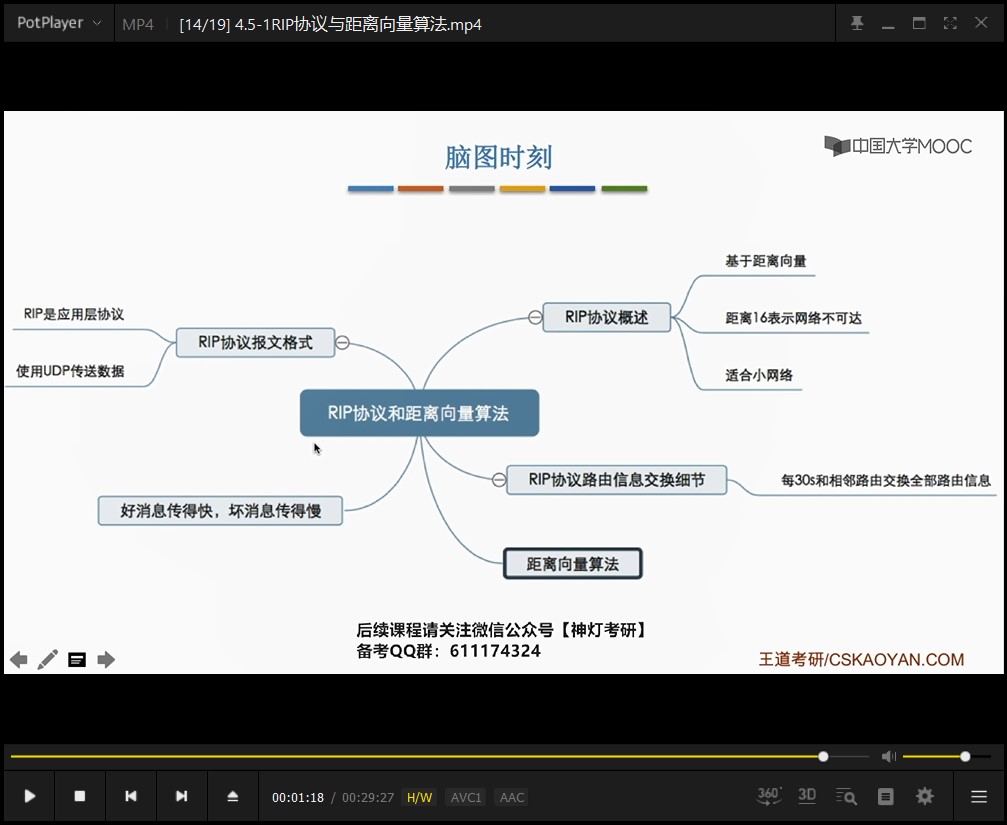 PotPlayer
MP4
[14/19] 4.5-1RIP协议与距离向量算法.mp4
脑图时刻
中国大学MOOC
RIP是应用层协议
使用UDP传送数据
RIP协议报文格式
RIP协议概述
基于距离向量
距离16表示网络不可达
适合小网络
RIP协议和距离向量算法
RIP协议路由信息交换细节
每30s和相邻路由交换全部路由信息
好消息传得快，坏消息传得慢
距离向量算法
后续课程请关注微信公众号【神灯考研】
备考QQ群：611174324
王道考研/CSKAOYAN.COM
00:01:18 / 00:29:27 H/W AVC1 AAC
360° 3D